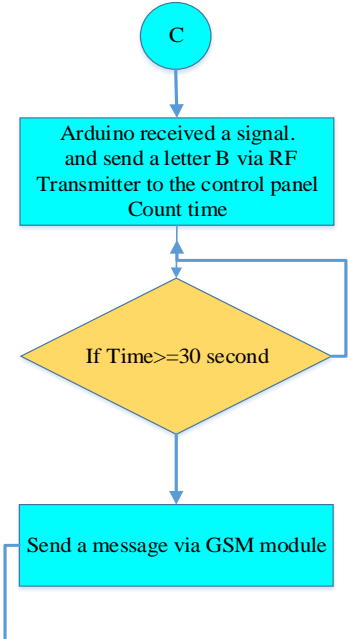 C
Arduino received a signal.
and send a letter B via RF
Transmitter to the control panel
Count time
If Time>=30 second
Send a message via GSM module